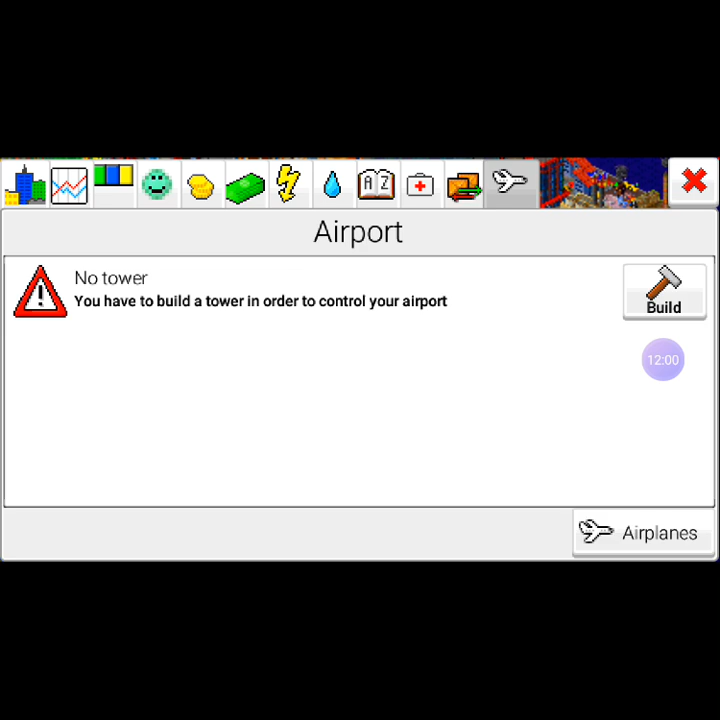 A Z
Airport
No tower
You have to build a tower in order to control your airport
Build
12:00
Airplanes